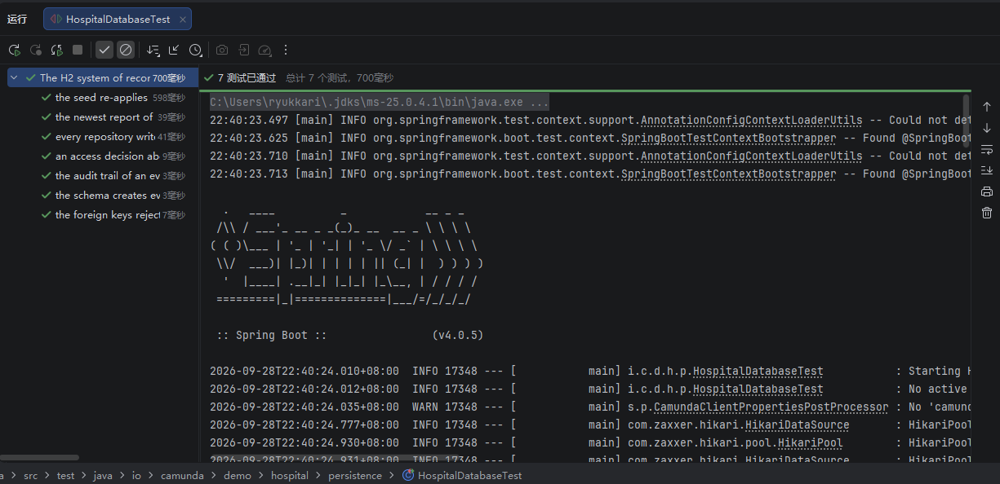 运行 HospitalDatabaseTest
The H2 system of recor 700毫秒
the seed re-applies 598毫秒
the newest report of 39毫秒
every repository write 41毫秒
an access decision ab 9毫秒
the audit trail of an ev 3毫秒
the schema creates ev 3毫秒
the foreign keys reject 7毫秒
7 测试已通过 总计 7 个测试，700毫秒
C:\Users\ryukkari\.jdks\ms-25.0.4.1\bin\java.exe ...
22:40:23.497 [main] INFO org.springframework.test.context.support.AnnotationConfigContextLoaderUtils -- Could not det
22:40:23.625 [main] INFO org.springframework.boot.test.context.SpringBootTestContextBootstrapper -- Found @SpringBoot
22:40:23.710 [main] INFO org.springframework.test.context.support.AnnotationConfigContextLoaderUtils -- Could not det
22:40:23.713 [main] INFO org.springframework.boot.test.context.SpringBootTestContextBootstrapper -- Found @SpringBoot
  .   ____          _            __ _ _
 /\\ / ___'_ __ _ _(_)_ __  __ _ \ \ \ \
( ( )\___ | '_ | '_| | '_ \/ _` | \ \ \ \
 \\/  ___)| |_)| | | | | || (_| |  ) ) ) )
  '  |____| .__|_| |_|_| |_\__, | / / / /
 =========|_|==============|___/=/_/_/_/
 :: Spring Boot ::                (v4.0.5)
2026-09-28T22:40:24.010+08:00  INFO 17348 --- [           main] i.c.d.h.p.HospitalDatabaseTest           : Starting H
2026-09-28T22:40:24.012+08:00  INFO 17348 --- [           main] i.c.d.h.p.HospitalDatabaseTest           : No active
2026-09-28T22:40:24.035+08:00  WARN 17348 --- [           main] s.p.CamundaClientPropertiesPostProcessor : No 'camund
2026-09-28T22:40:24.777+08:00  INFO 17348 --- [           main] com.zaxxer.hikari.HikariDataSource       : HikariPool
2026-09-28T22:40:24.930+08:00  INFO 17348 --- [           main] com.zaxxer.hikari.pool.HikariPool        : HikariPool
2026-09-28T22:40:24.931+08:00  INFO 17348 --- [           main] com.zaxxer.hikari.HikariDataSource       : HikariPool
a > src > test > java > io > camunda > demo > hospital > persistence > HospitalDatabaseTest